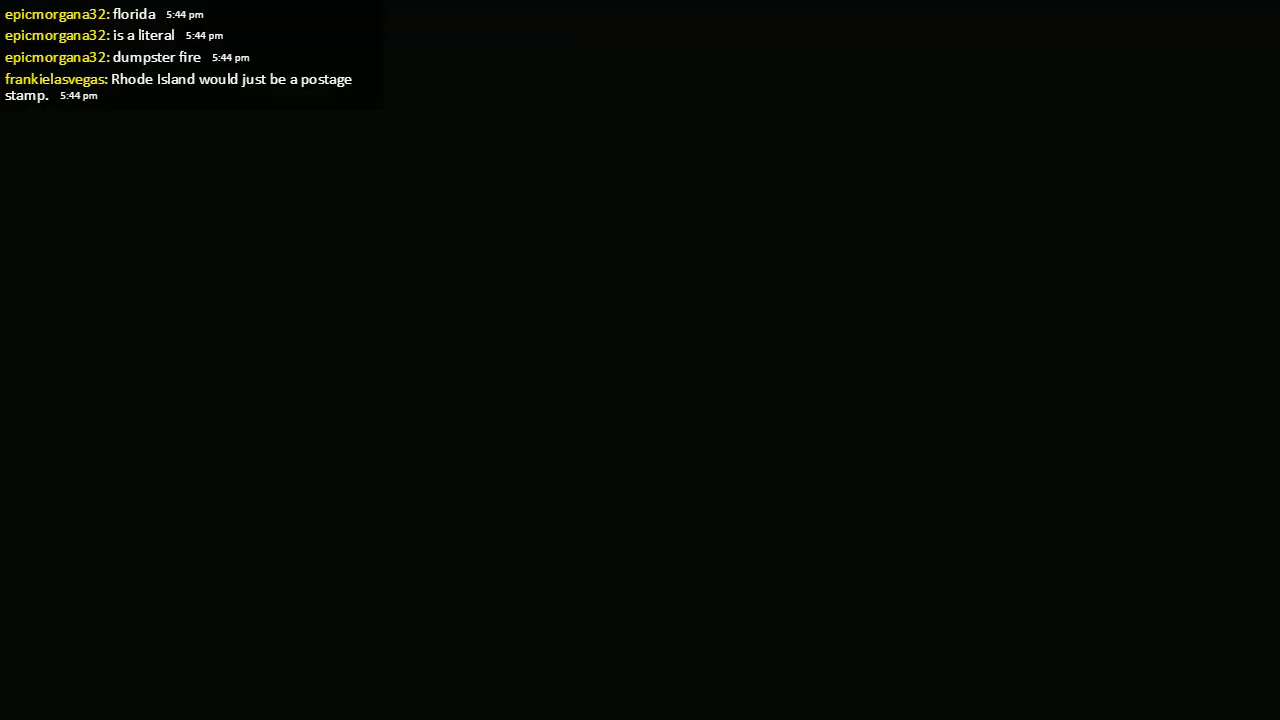 epicmorgana32: florida 5:44 pm
epicmorgana32: is a literal 5:44 pm
epicmorgana32: dumpster fire 5:44 pm
frankielasvegas: Rhode Island would just be a postage
stamp. 5:44 pm